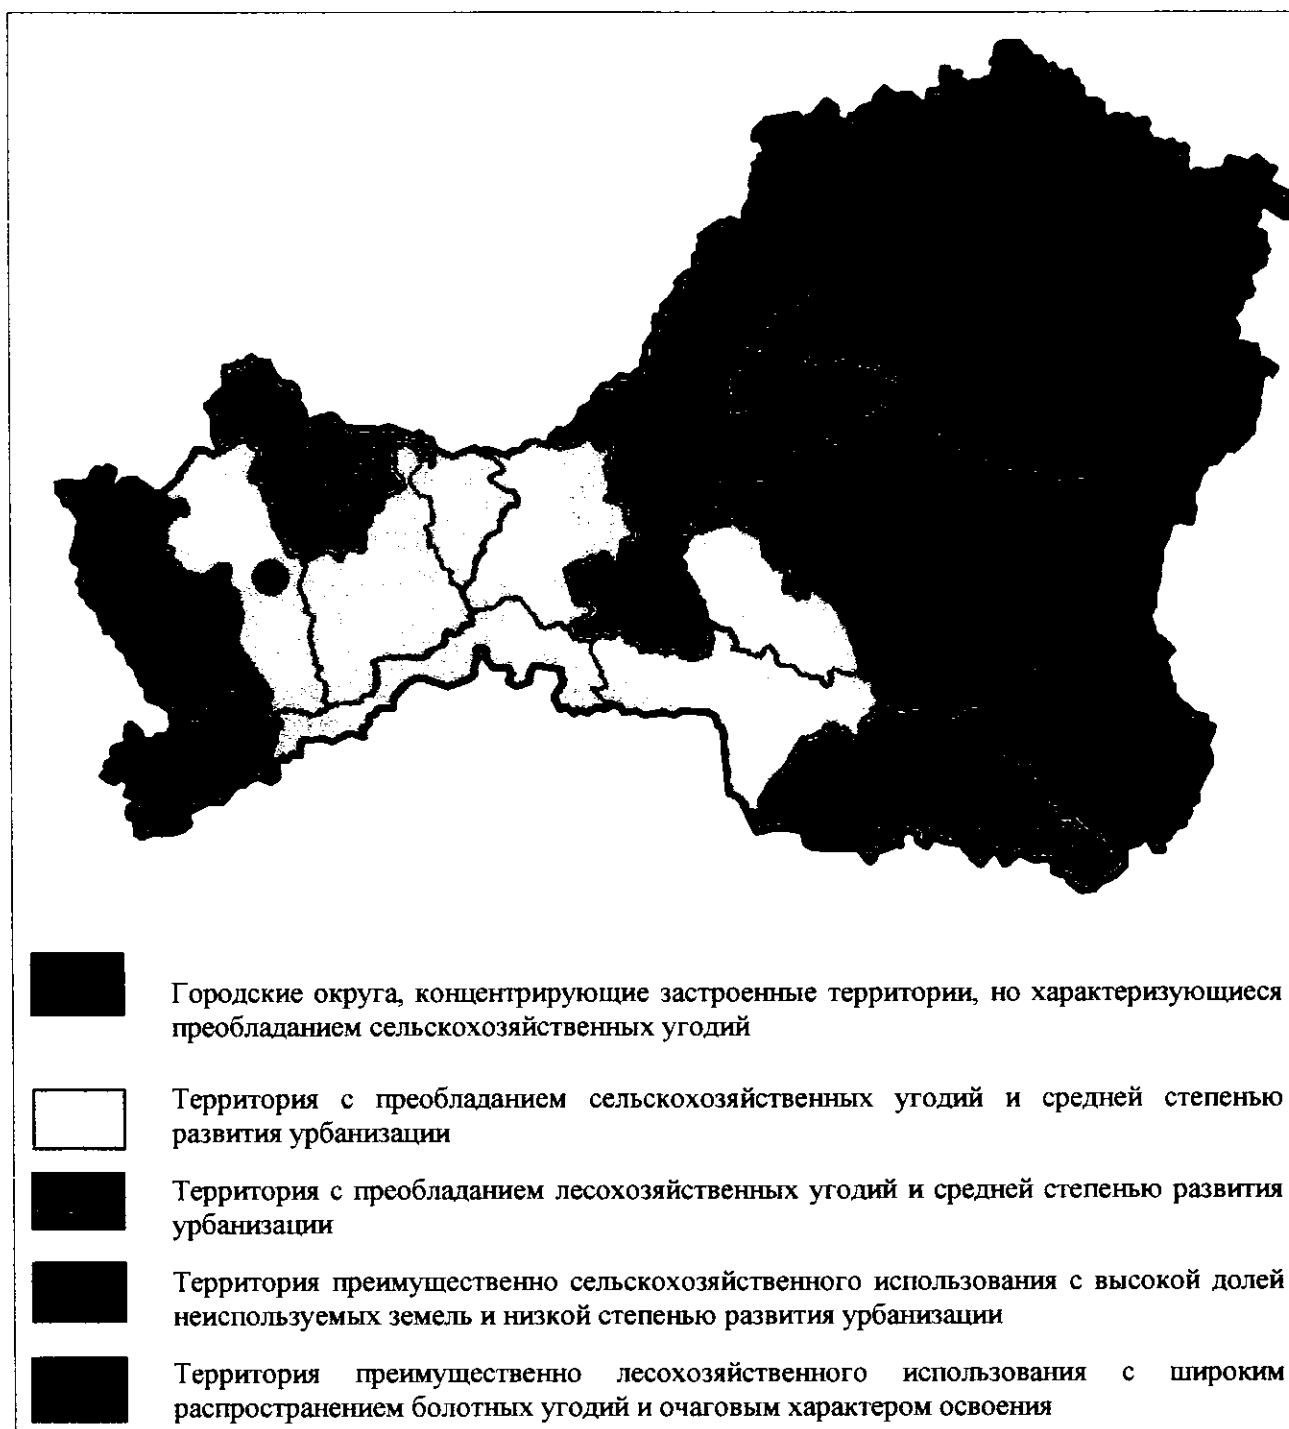 Городские округа, концентрирующие застроенные территории, но характеризующиеся
преобладанием сельскохозяйственных угодий
Территория с преобладанием сельскохозяйственных угодий и средней степенью
развития урбанизации
Территория с преобладанием лесохозяйственных угодий и средней степенью развития
урбанизации
Территория преимущественно сельскохозяйственного использования с высокой долей
неиспользуемых земель и низкой степенью развития урбанизации
Территория преимущественно лесохозяйственного использования с широким
распространением болотных угодий и очаговым характером освоения